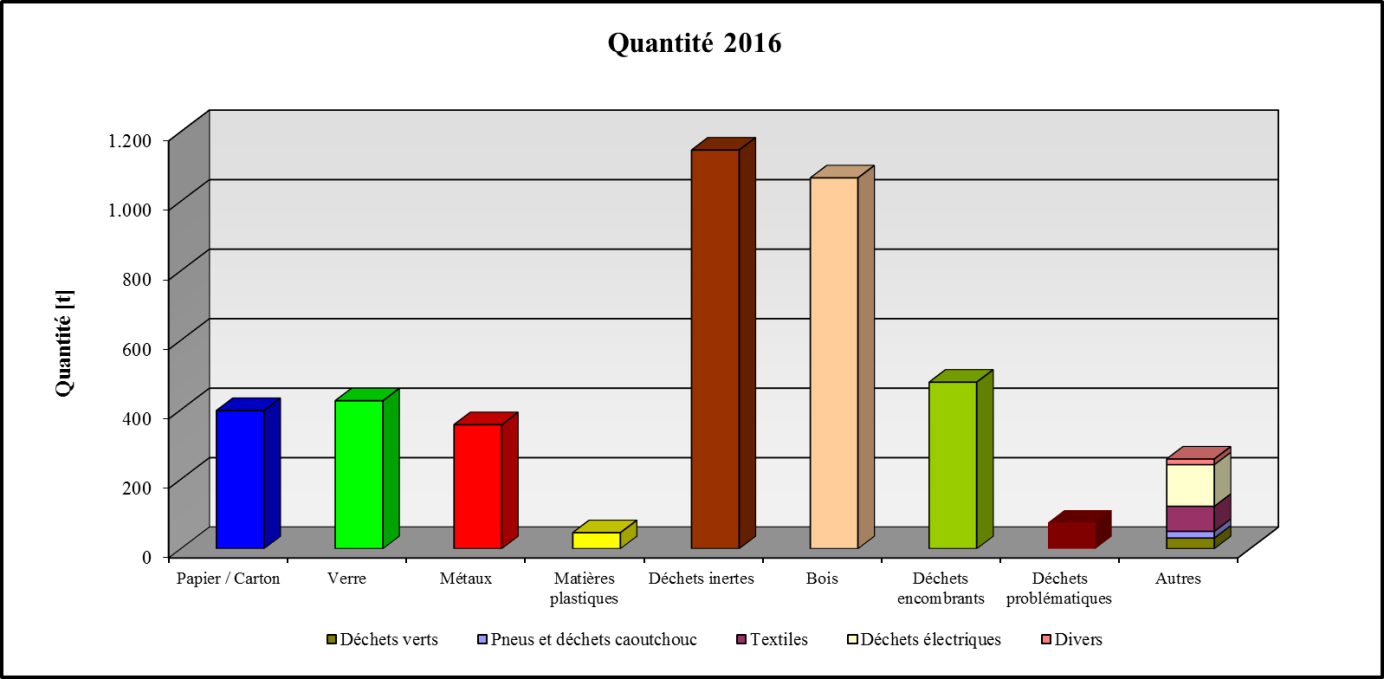 Quantité 2016
Quantité [t]
1.200
1.000
800
600
400
200
0
Papier / Carton
Verre
Métaux
Matières
plastiques
Déchets inertes
Bois
Déchets
encombrants
Déchets
problématiques
Autres
Déchets verts
Pneus et déchets caoutchouc
Textiles
Déchets électriques
Divers